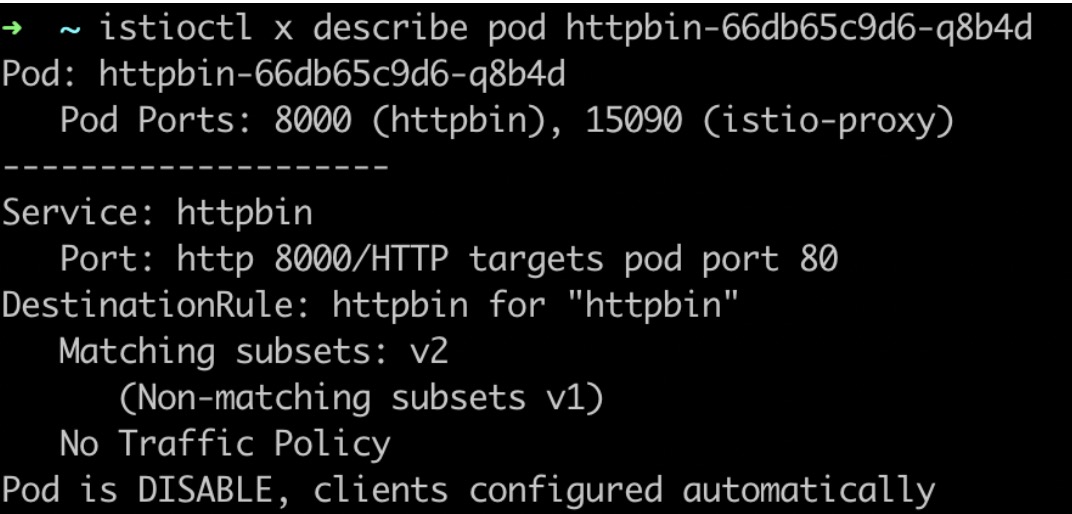 ➜  ~ istioctl x describe pod httpbin-66db65c9d6-q8b4d
Pod: httpbin-66db65c9d6-q8b4d
   Pod Ports: 8000 (httpbin), 15090 (istio-proxy)
--------------------
Service: httpbin
   Port: http 8000/HTTP targets pod port 80
DestinationRule: httpbin for "httpbin"
   Matching subsets: v2
      (Non-matching subsets v1)
   No Traffic Policy
Pod is DISABLE, clients configured automatically